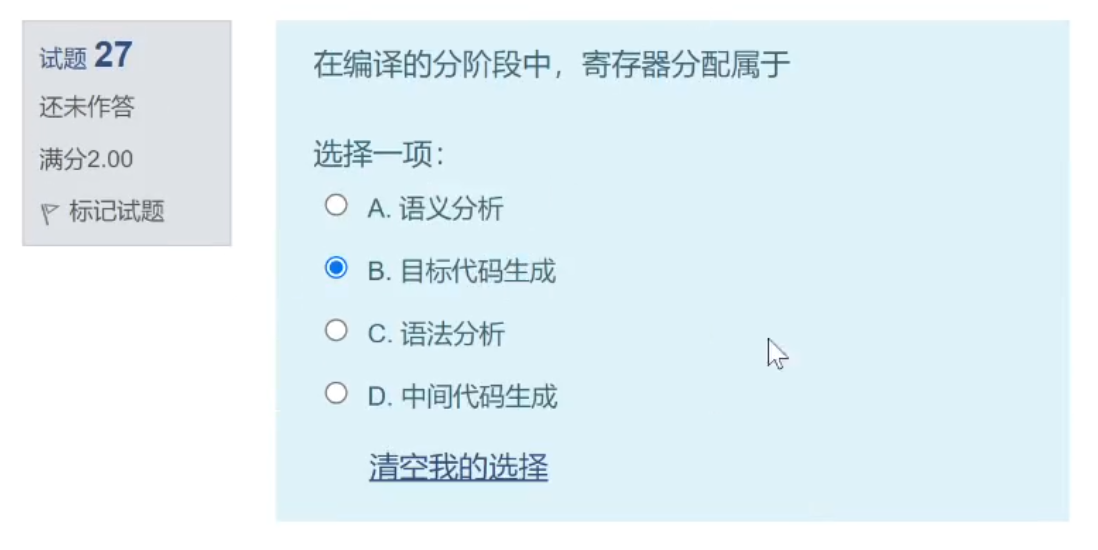 试题 27
还未作答
满分2.00
标记试题
在编译的分阶段中，寄存器分配属于
选择一项：
A. 语义分析
B. 目标代码生成
C. 语法分析
D. 中间代码生成
清空我的选择